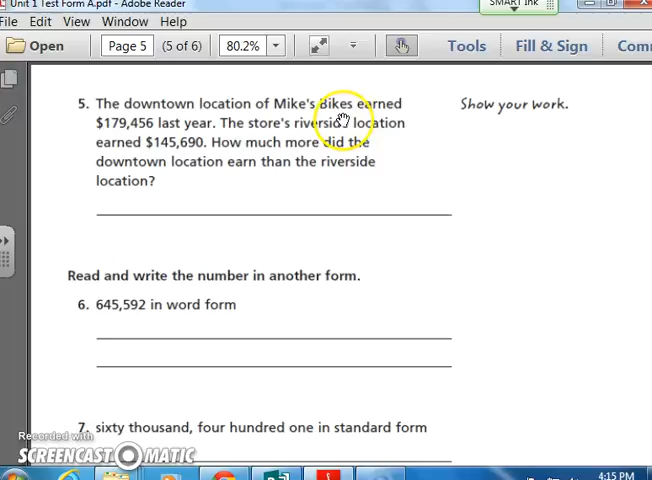 Unit 1 Test Form A.pdf - Adobe Reader
SMART Ink
File Edit View Window Help
Open Page 5 (5 of 6) 80.2% Tools Fill & Sign Com
5. The downtown location of Mike's Bikes earned
$179,456 last year. The store's riverside location
earned $145,690. How much more did the
downtown location earn than the riverside
location?
Show your work.
Read and write the number in another form.
6. 645,592 in word form
7. sixty thousand, four hundred one in standard form
Recorded with
SCREENCAST-O-MATIC
4:15 PM